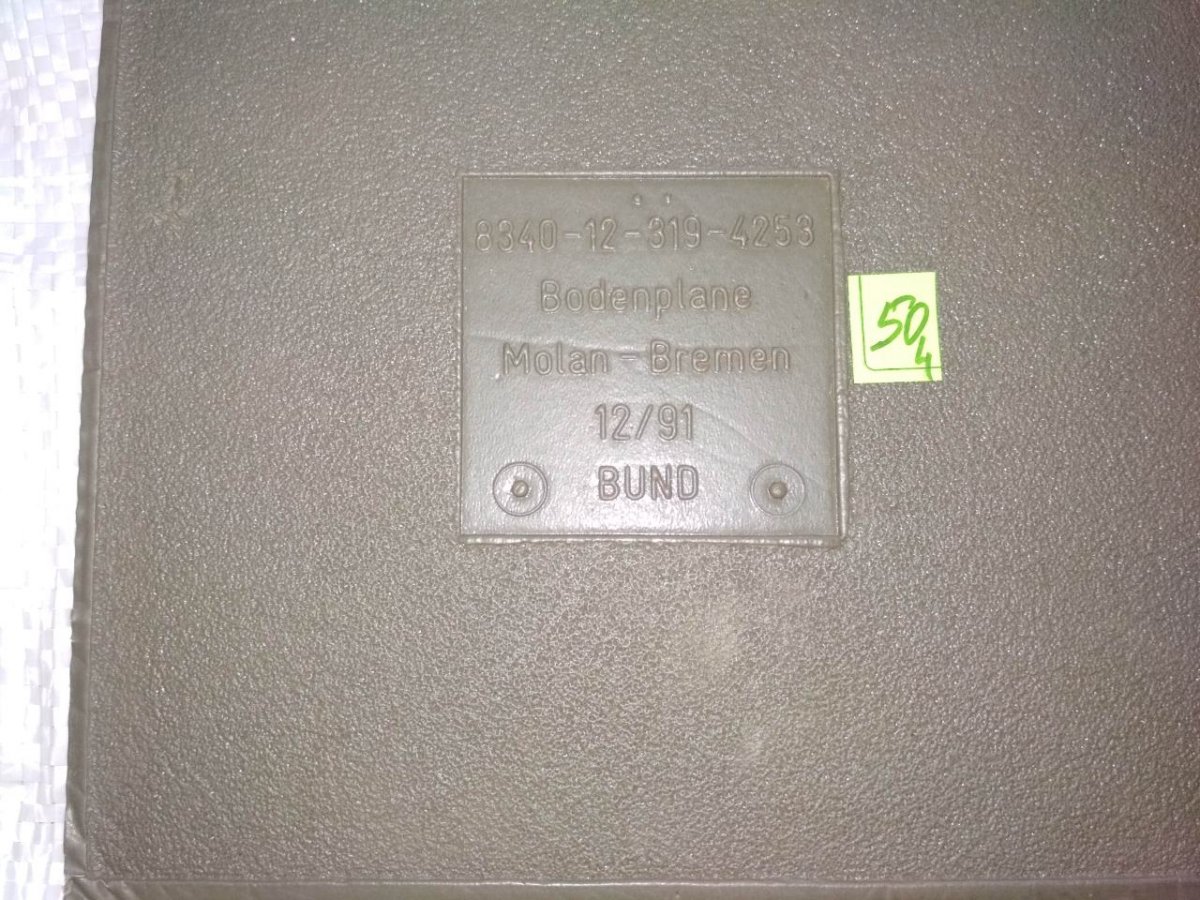 8340-12-319-4253
Bodenplane
Molan - Bremen
12/91
BUND
50
4